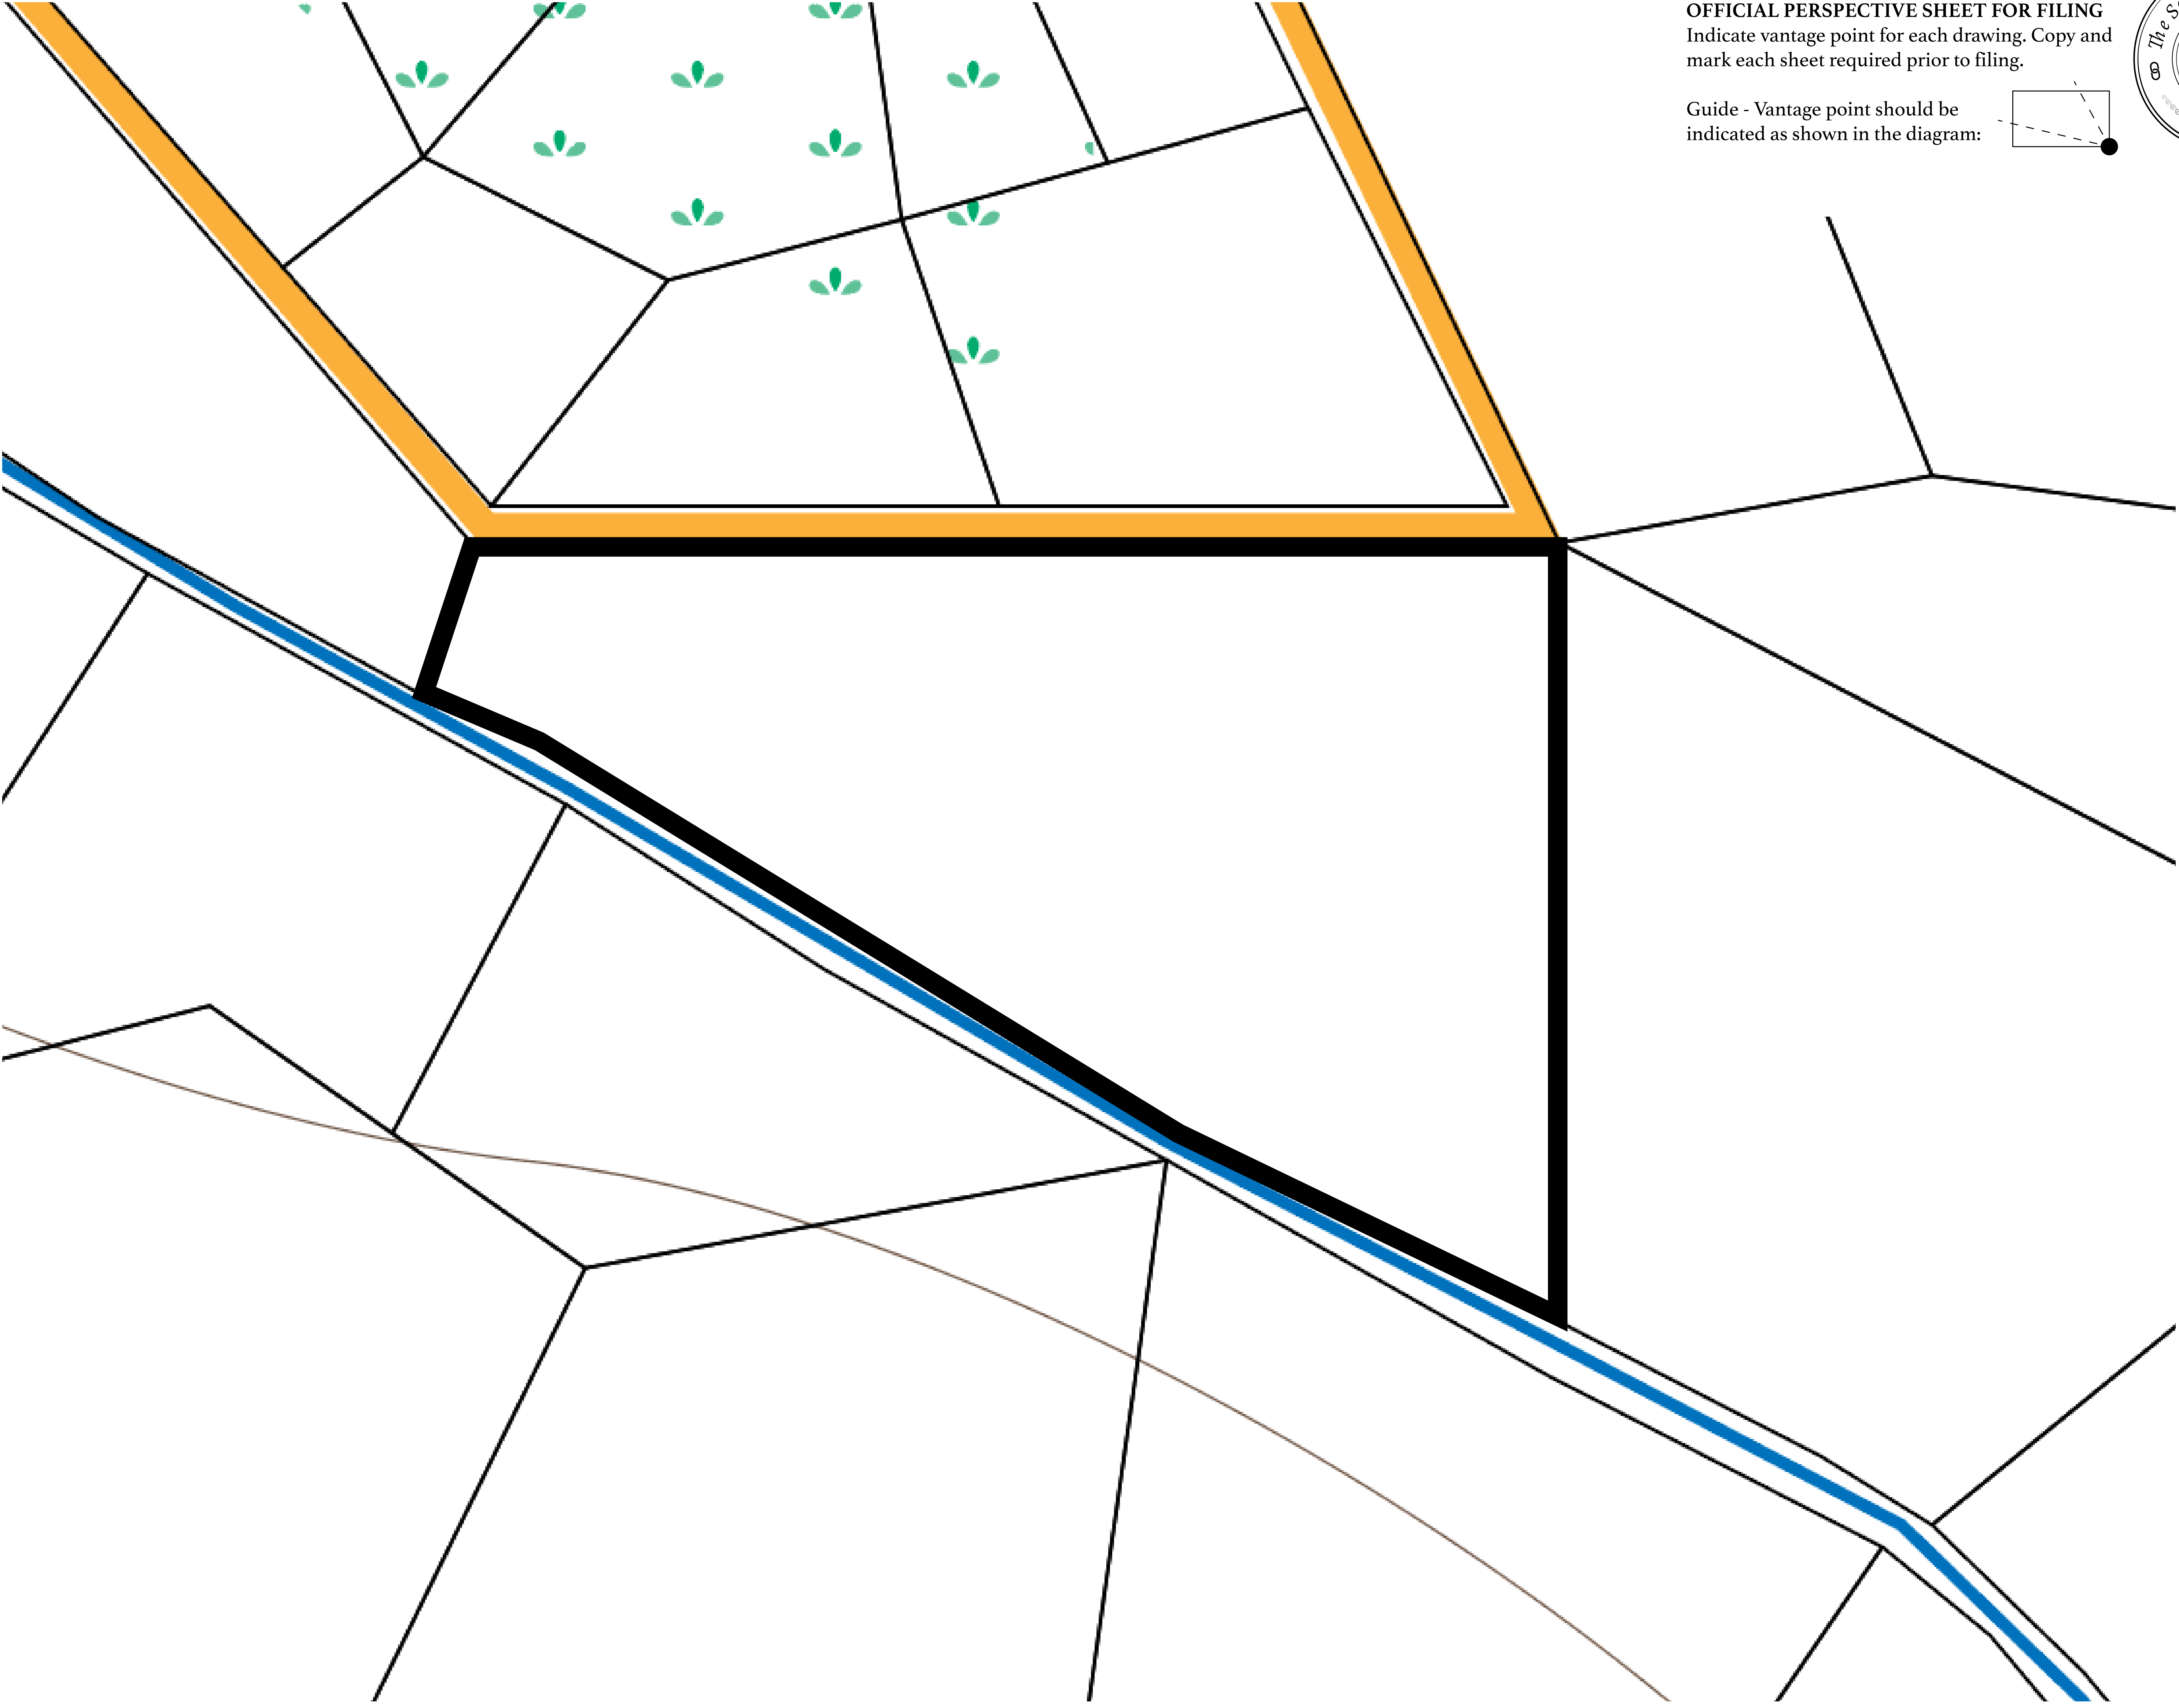 OFFICIAL PERSPECTIVE SHEET FOR FILING
Indicate vantage point for each drawing. Copy and
mark each sheet required prior to filing.
Guide - Vantage point should be
indicated as shown in the diagram:
The